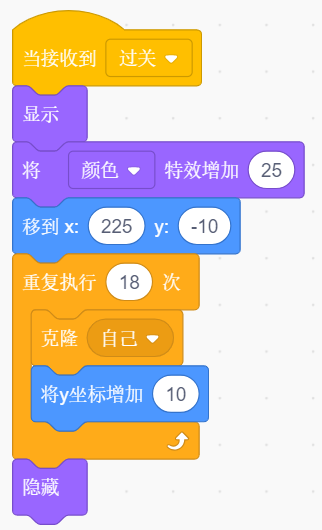 当接收到 过关
显示
将 颜色 特效增加 25
移到 x: 225 y: -10
重复执行 18 次
克隆 自己
将y坐标增加 10
隐藏